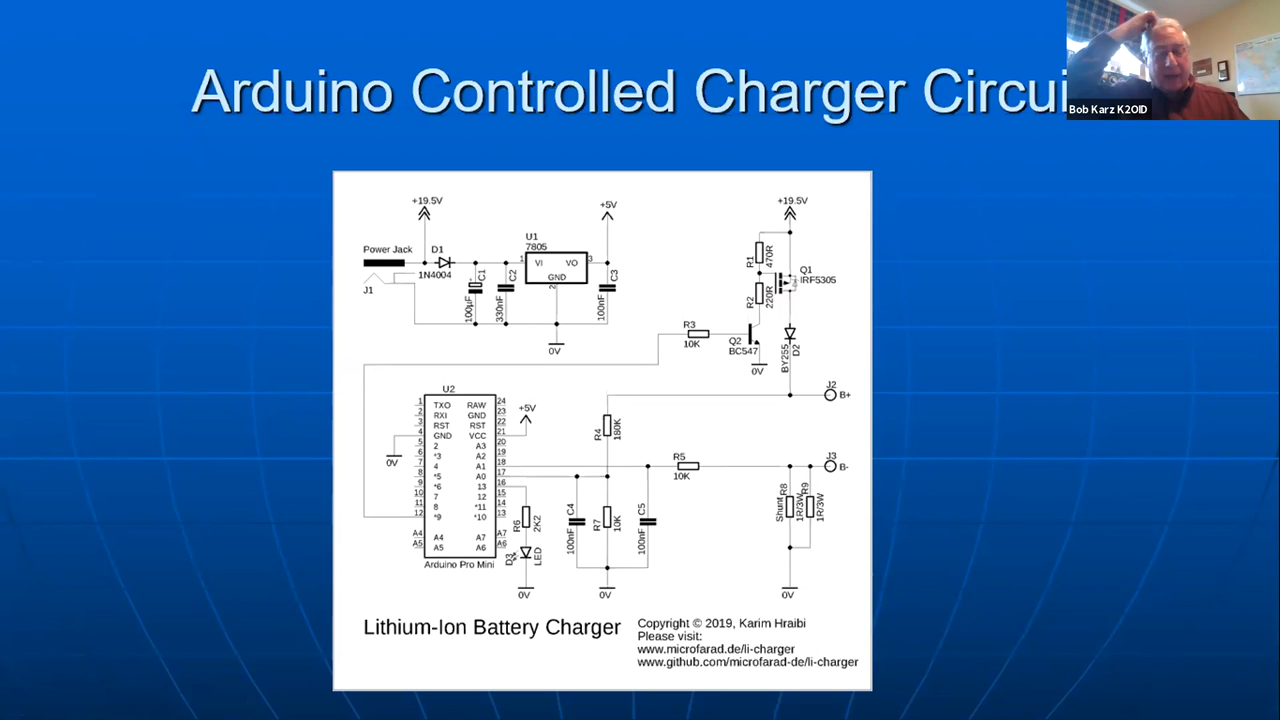 Arduino Controlled Charger Circui
Bob Karz K2OID
+19.5V
+5V
+19.5V
Power Jack
D1
1N4004
J1
C1
100µF
C2
330nF
U1
7805
VI
VO
GND
1
3
2
C3
100nF
0V
R1
470R
R2
220R
Q1
IRF5305
R3
10K
Q2
BC547
0V
BY255
D2
J2
B+
U2
1 TXO RAW 24
2 RXI GND 23
3 RST RST 22
4 GND VCC 21
5 2 A3 20
6 *3 A2 19
7 4 A1 18
8 *5 A0 17
9 *6 13 16
10 7 12 15
11 8 *11 14
12 *9 *10 13
A4 A4 A7 A7
A5 A5 A6 A6
Arduino Pro Mini
0V
+5V
R4
180K
R5
10K
J3
B-
R6
2K2
D3
LED
0V
C4
100nF
R7
10K
C5
100nF
0V
Shunt
R8
1R/3W
R9
1R/3W
0V
Lithium-Ion Battery Charger
Copyright © 2019, Karim Hraibi
Please visit:
www.microfarad.de/li-charger
www.github.com/microfarad-de/li-charger